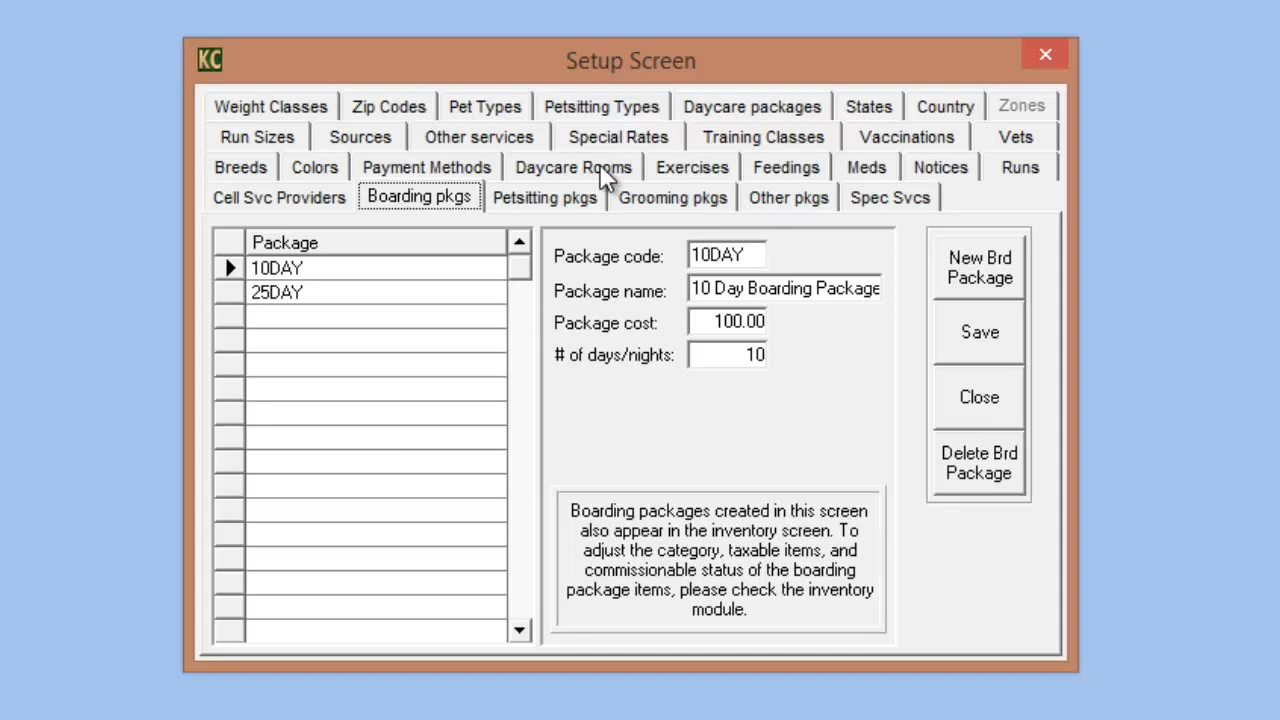 KC
Setup Screen
Weight Classes Zip Codes Pet Types Petsitting Types Daycare packages States Country Zones
Run Sizes Sources Other services Special Rates Training Classes Vaccinations Vets
Breeds Colors Payment Methods Daycare Rooms Exercises Feedings Meds Notices Runs
Cell Svc Providers Boarding pkgs Petsitting pkgs Grooming pkgs Other pkgs Spec Svcs
Package
10DAY
25DAY
Package code: 10DAY
Package name: 10 Day Boarding Package
Package cost: 100.00
# of days/nights: 10
Boarding packages created in this screen
also appear in the inventory screen. To
adjust the category, taxable items, and
commissionable status of the boarding
package items, please check the inventory
module.
New Brd
Package
Save
Close
Delete Brd
Package